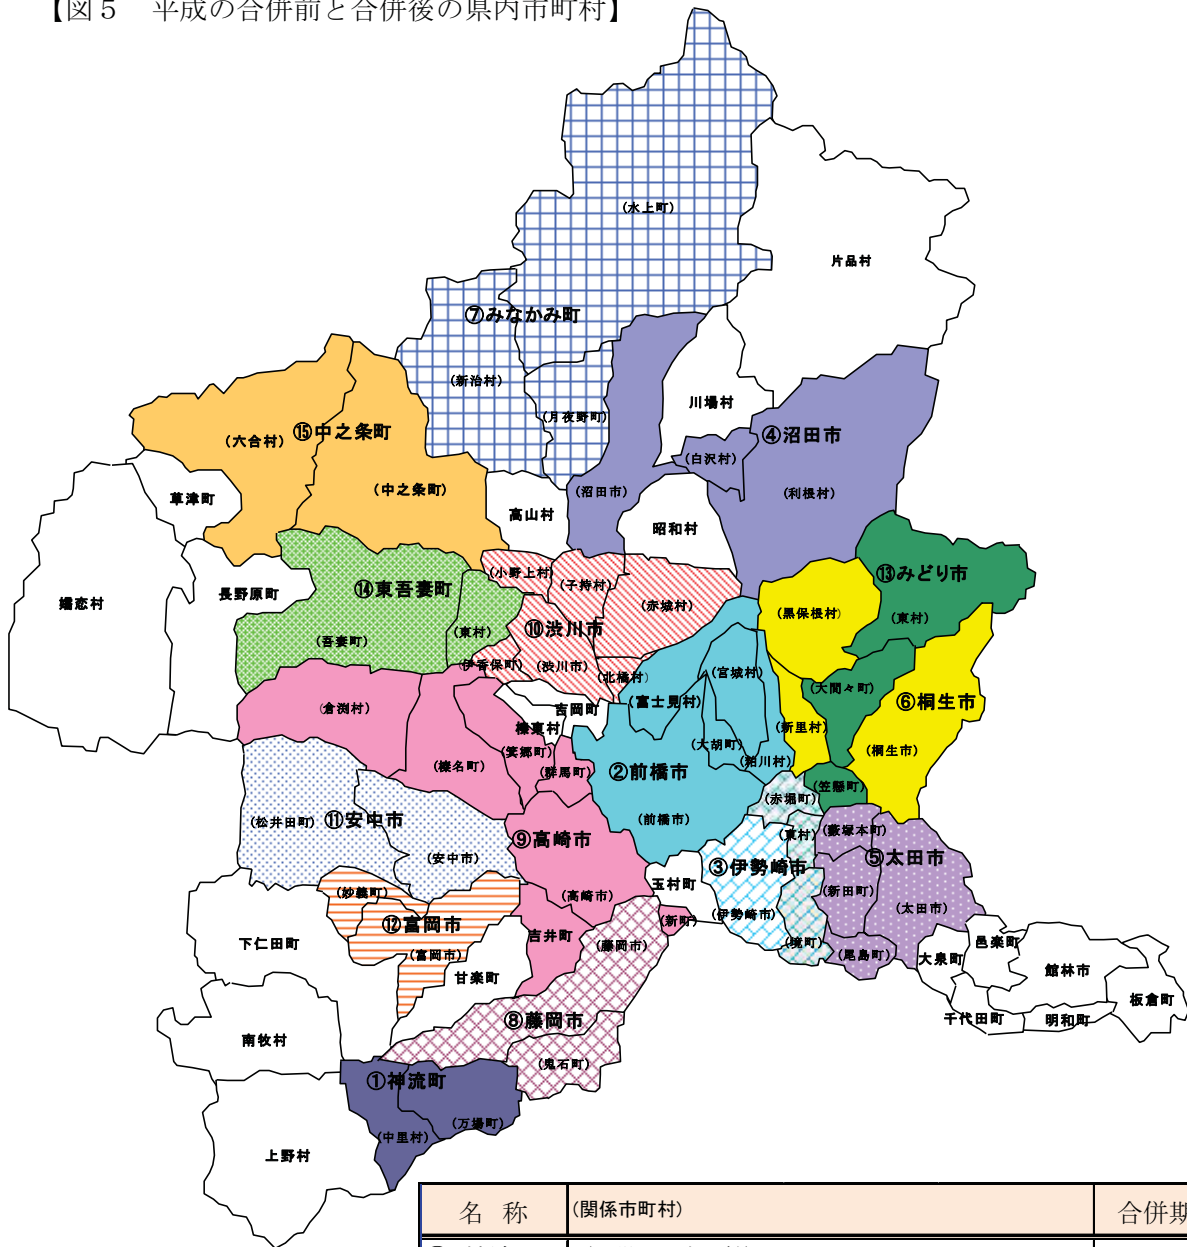 【図５　平成の合併前と合併後の県内市町村】
(水上町)
片品村
⑦みなかみ町
(新治村)
(月夜野町)
川場村
④沼田市
(白沢村)
(沼田市)
(利根村)
⑮中之条町
(六合村)
(中之条町)
草津町
高山村
昭和村
⑬みどり市
(小野上村)
(子持村)
(赤城村)
(黒保根村)
(東村)
嬬恋村
長野原町
⑭東吾妻町
(東村)
(吾妻町)
⑩渋川市
(伊香保町)
(渋川市)
(北橘村)
(宮城村)
(大間々町)
⑥桐生市
(倉渕村)
吉岡町
(富士見村)
榛東村
(新里村)
(箕郷町)
(大胡町)
(桐生市)
(榛名町)
(群馬町)
②前橋市
(粕川村)
(笠懸町)
(赤堀町)
(松井田町)
⑪安中市
(前橋市)
(東村)
(藪塚本町)
(安中市)
⑨高崎市
③伊勢崎市
⑤太田市
(妙義町)
玉村町
(新田町)
(高崎市)
(太田市)
⑫富岡市
(新町)
(伊勢崎市)
下仁田町
吉井町
(藤岡市)
(境町)
(尾島町)
邑楽町
(富岡市)
大泉町
甘楽町
館林市
板倉町
⑧藤岡市
千代田町
明和町
南牧村
(鬼石町)
①神流町
(万場町)
(中里村)
上野村
名　称
(関係市町村)
合併期